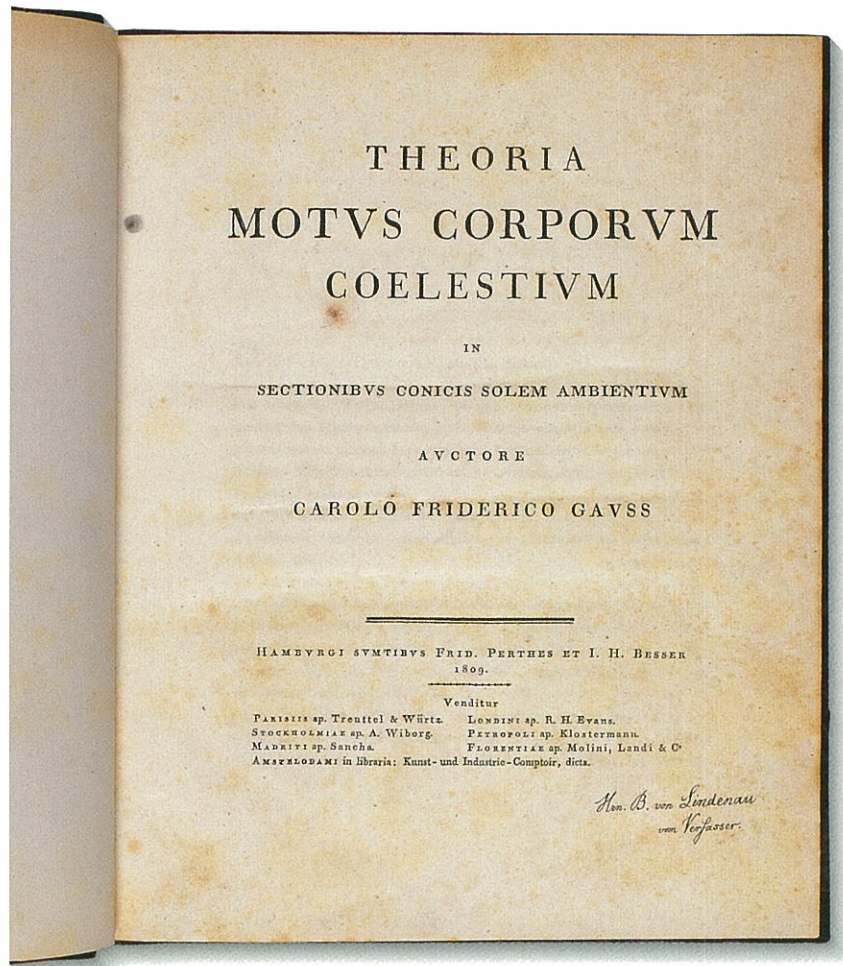 THEORIA
MOTVS CORPORVM
COELESTIVM
IN
SECTIONIBVS CONICIS SOLEM AMBIENTIVM
AVCTORE
CAROLO FRIDERICO GAVSS
HAMBVRGI SVMTIBVS FRID. PERTHES ET I. H. BESSER
1809.
Venditur
PARISIIS ap. Treuttel & Würtz. LONDINI ap. R. H. Evans.
STOCKHOLMIAE ap. A. Wiborg. PETROPOLI ap. Klostermann.
MADRITI ap. Sancha. FLORENTIAE ap. Molini, Landi & Cº
AMSTELODAMI in libraria: Kunst- und Industrie-Comptoir, dicta.
Hrn. B. von Lindenau
vom Verfasser.